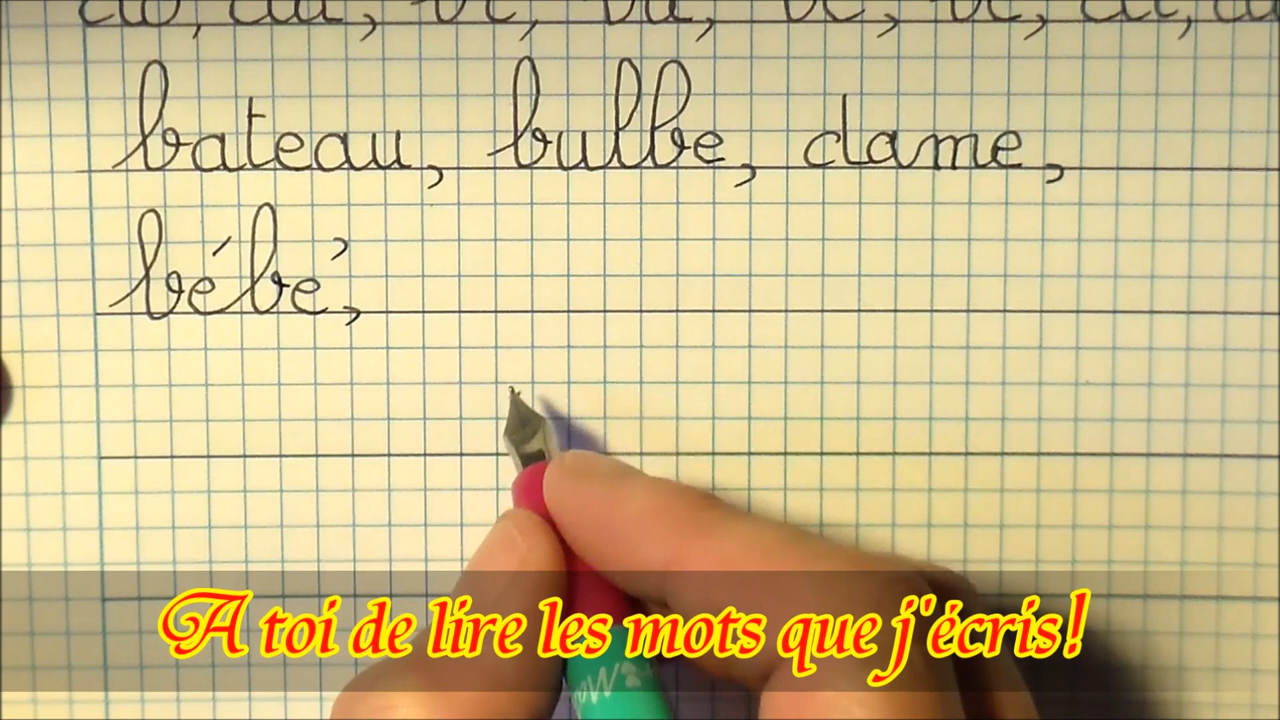 bateau, bulbe, dame,
bébé,
A toi de lire les mots que j'écris!